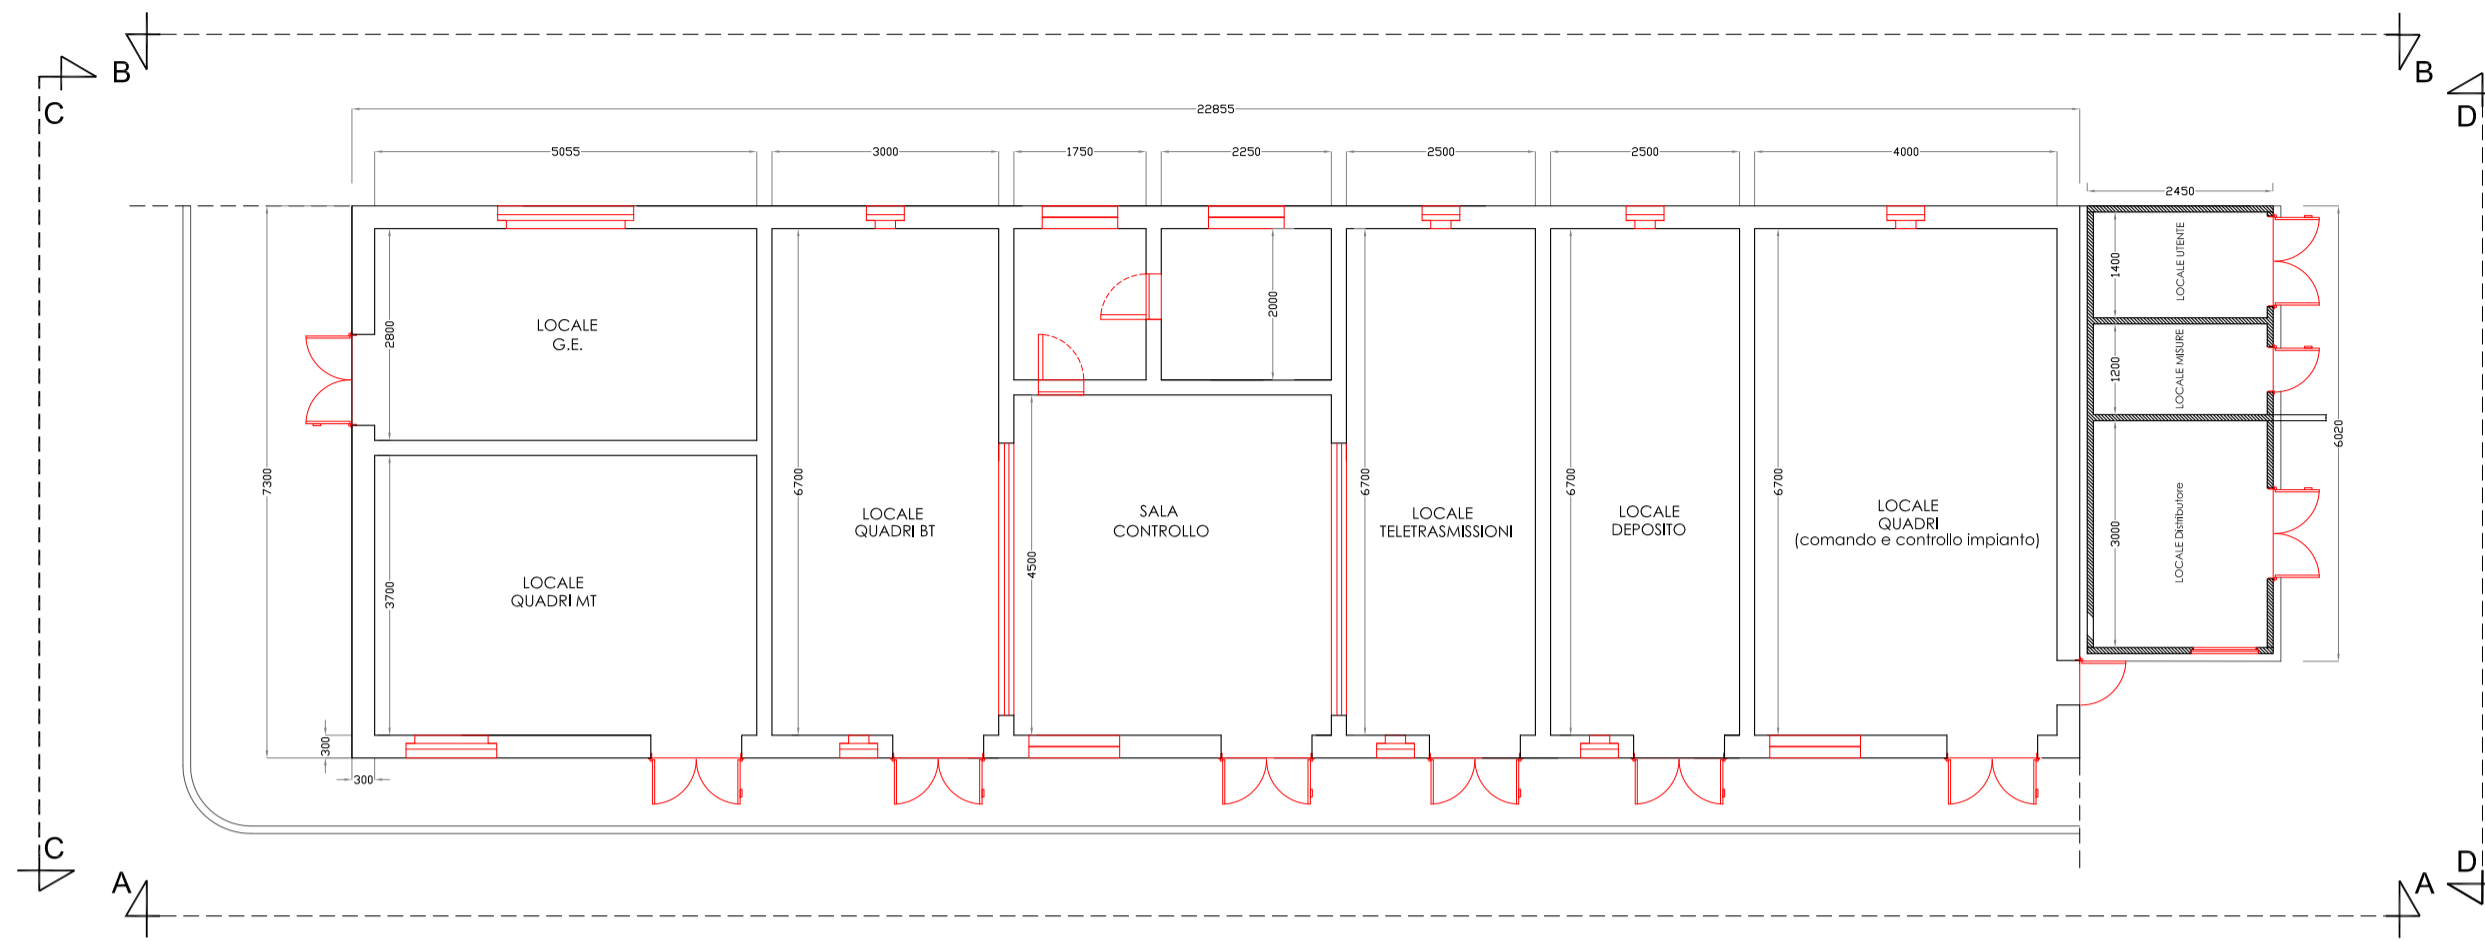 B
B
C
D
22855
5055
3000
1750
2250
2500
2500
4000
2450
7300
2800
LOCALE
G.E.
6700
2000
6700
6700
6700
1400
LOCALE UTENTE
1200
LOCALE MISURE
6020
3000
LOCALE Distributore
3700
LOCALE
QUADRI MT
LOCALE
QUADRI BT
4500
SALA
CONTROLLO
LOCALE
TELETRASMISSIONI
LOCALE
DEPOSITO
LOCALE
QUADRI
(comando e controllo impianto)
300
300
C
D
A
A